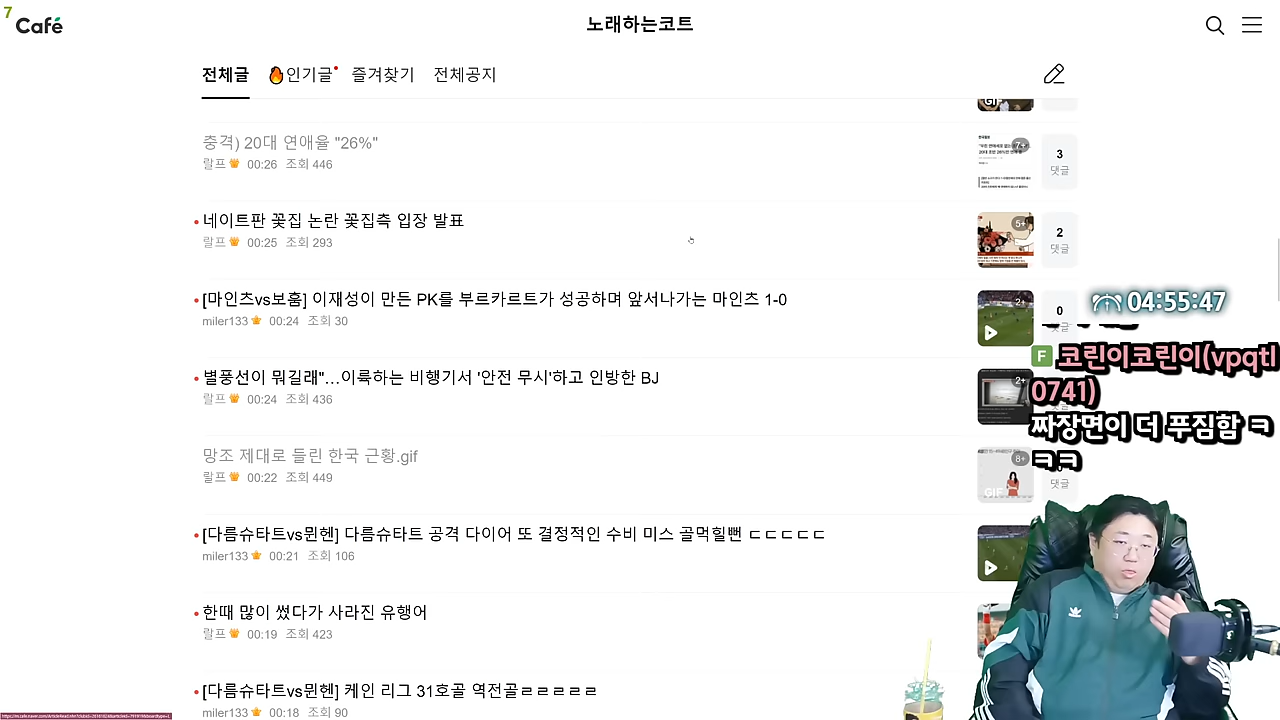 7
Café
노래하는코트
전체글 인기글 즐겨찾기 전체공지
GIF
충격) 20대 연애율 "26%"
랄프 00:26 조회 446
7+
3
댓글
네이트판 꽃집 논란 꽃집측 입장 발표
랄프 00:25 조회 293
5+
2
댓글
[마인츠vs보훔] 이재성이 만든 PK를 부르카르트가 성공하며 앞서나가는 마인츠 1-0
miler133 00:24 조회 30
2+
0
04:55:47
별풍선이 뭐길래"…이륙하는 비행기서 '안전 무시'하고 인방한 BJ
랄프 00:24 조회 436
2+
F 코린이코린이(vpqtl
0741)
짜장면이 더 푸짐함 ㅋ
ㅋㅋ
망조 제대로 들린 한국 근황.gif
랄프 00:22 조회 449
8+
GIF
댓글
[다름슈타트vs뮌헨] 다름슈타트 공격 다이어 또 결정적인 수비 미스 골먹힐뻔 ㄷㄷㄷㄷㄷ
miler133 00:21 조회 106
한때 많이 썼다가 사라진 유행어
랄프 00:19 조회 423
[다름슈타트vs뮌헨] 케인 리그 31호골 역전골ㄹㄹㄹㄹㄹ
miler133 00:18 조회 90